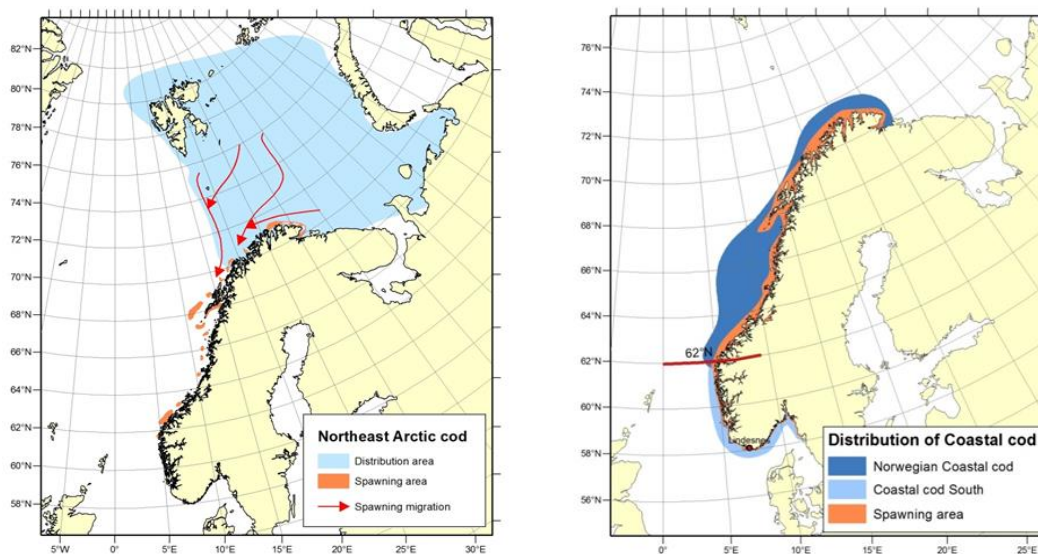 82°N
80°N
78°N
76°N
74°N
72°N
70°N
68°N
66°N
64°N
62°N
60°N
58°N
Northeast Arctic cod
Distribution area
Spawning area
Spawning migration
5°W
0°
5°E
10°E
15°E
20°E
25°E
30°E
76°N
74°N
72°N
70°N
68°N
66°N
64°N
62°N
60°N
58°N
56°N
62°N
Lindesnes
Distribution of Coastal cod
Norwegian Coastal cod
Coastal cod South
Spawning area
0°
5°E
10°E
15°E
20°E
25°E